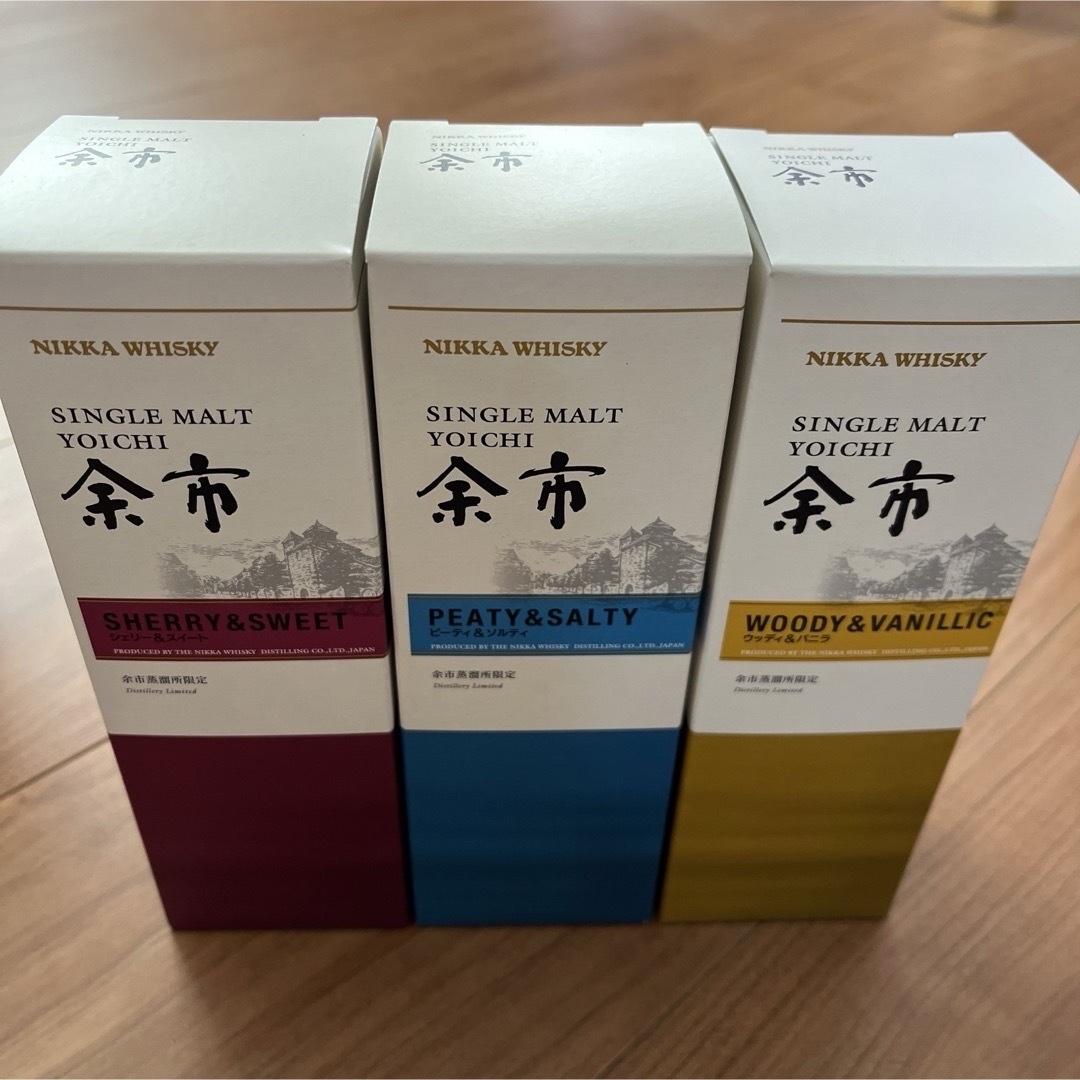 NIKKA WHISKY
SINGLE MALT
YOICHI
余市
NIKKA WHISKY
SINGLE MALT
YOICHI
余市
SHERRY&SWEET
シェリー&スイート
PRODUCED BY THE NIKKA WHISKY DISTILLING CO.,LTD.,JAPAN
余市蒸溜所限定
Distillery Limited
NIKKA WHISKY
SINGLE MALT
YOICHI
余市
NIKKA WHISKY
SINGLE MALT
YOICHI
余市
PEATY&SALTY
ピーティ&ソルティ
PRODUCED BY THE NIKKA WHISKY DISTILLING CO.,LTD.,JAPAN
余市蒸溜所限定
Distillery Limited
NIKKA WHISKY
SINGLE MALT
YOICHI
余市
NIKKA WHISKY
SINGLE MALT
YOICHI
余市
WOODY&VANILLIC
ウッディ&バニラ
PRODUCED BY THE NIKKA WHISKY DISTILLING CO.,LTD.,JAPAN
余市蒸溜所限定
Distillery Limited